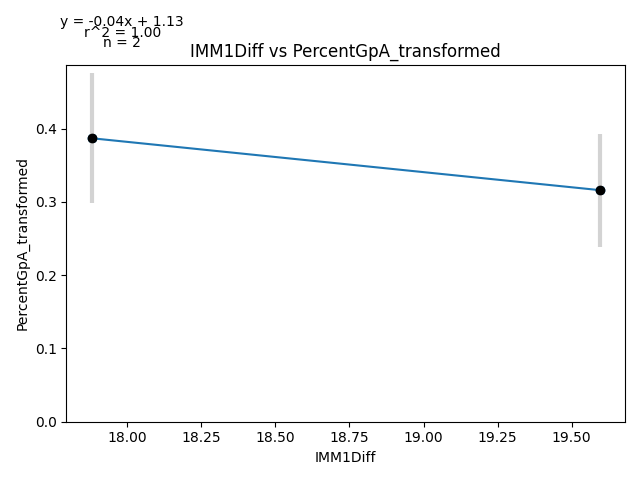 y = -0.04x + 1.13
r^2 = 1.00
n = 2
IMM1Diff vs PercentGpA_transformed
PercentGpA_transformed
0.4
0.3
0.2
0.1
0.0
18.00 18.25 18.50 18.75 19.00 19.25 19.50
IMM1Diff